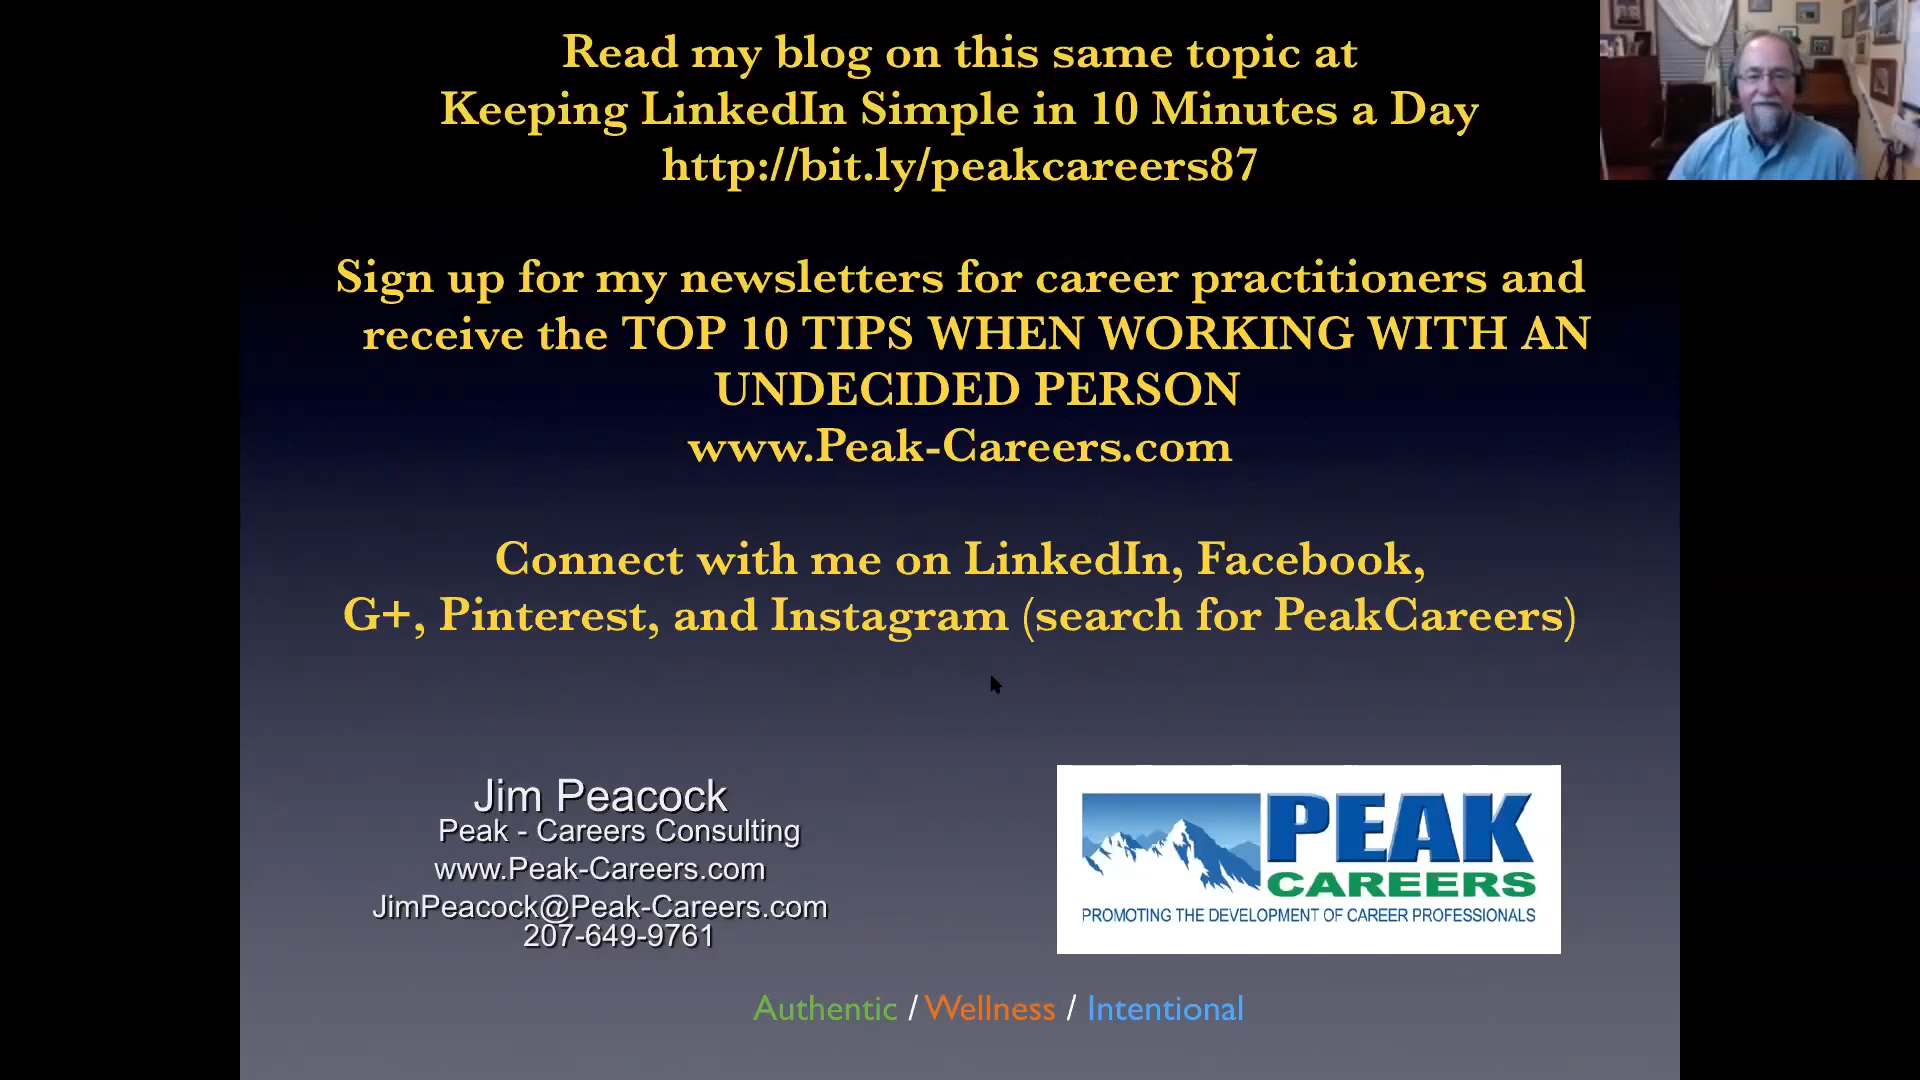 Read my blog on this same topic at
Keeping LinkedIn Simple in 10 Minutes a Day
http://bit.ly/peakcareers87
Sign up for my newsletters for career practitioners and
receive the TOP 10 TIPS WHEN WORKING WITH AN
UNDECIDED PERSON
www.Peak-Careers.com
Connect with me on LinkedIn, Facebook,
G+, Pinterest, and Instagram (search for PeakCareers)
Jim Peacock
Peak - Careers Consulting
www.Peak-Careers.com
JimPeacock@Peak-Careers.com
207-649-9761
PEAK
CAREERS
PROMOTING THE DEVELOPMENT OF CAREER PROFESSIONALS
Authentic / Wellness / Intentional